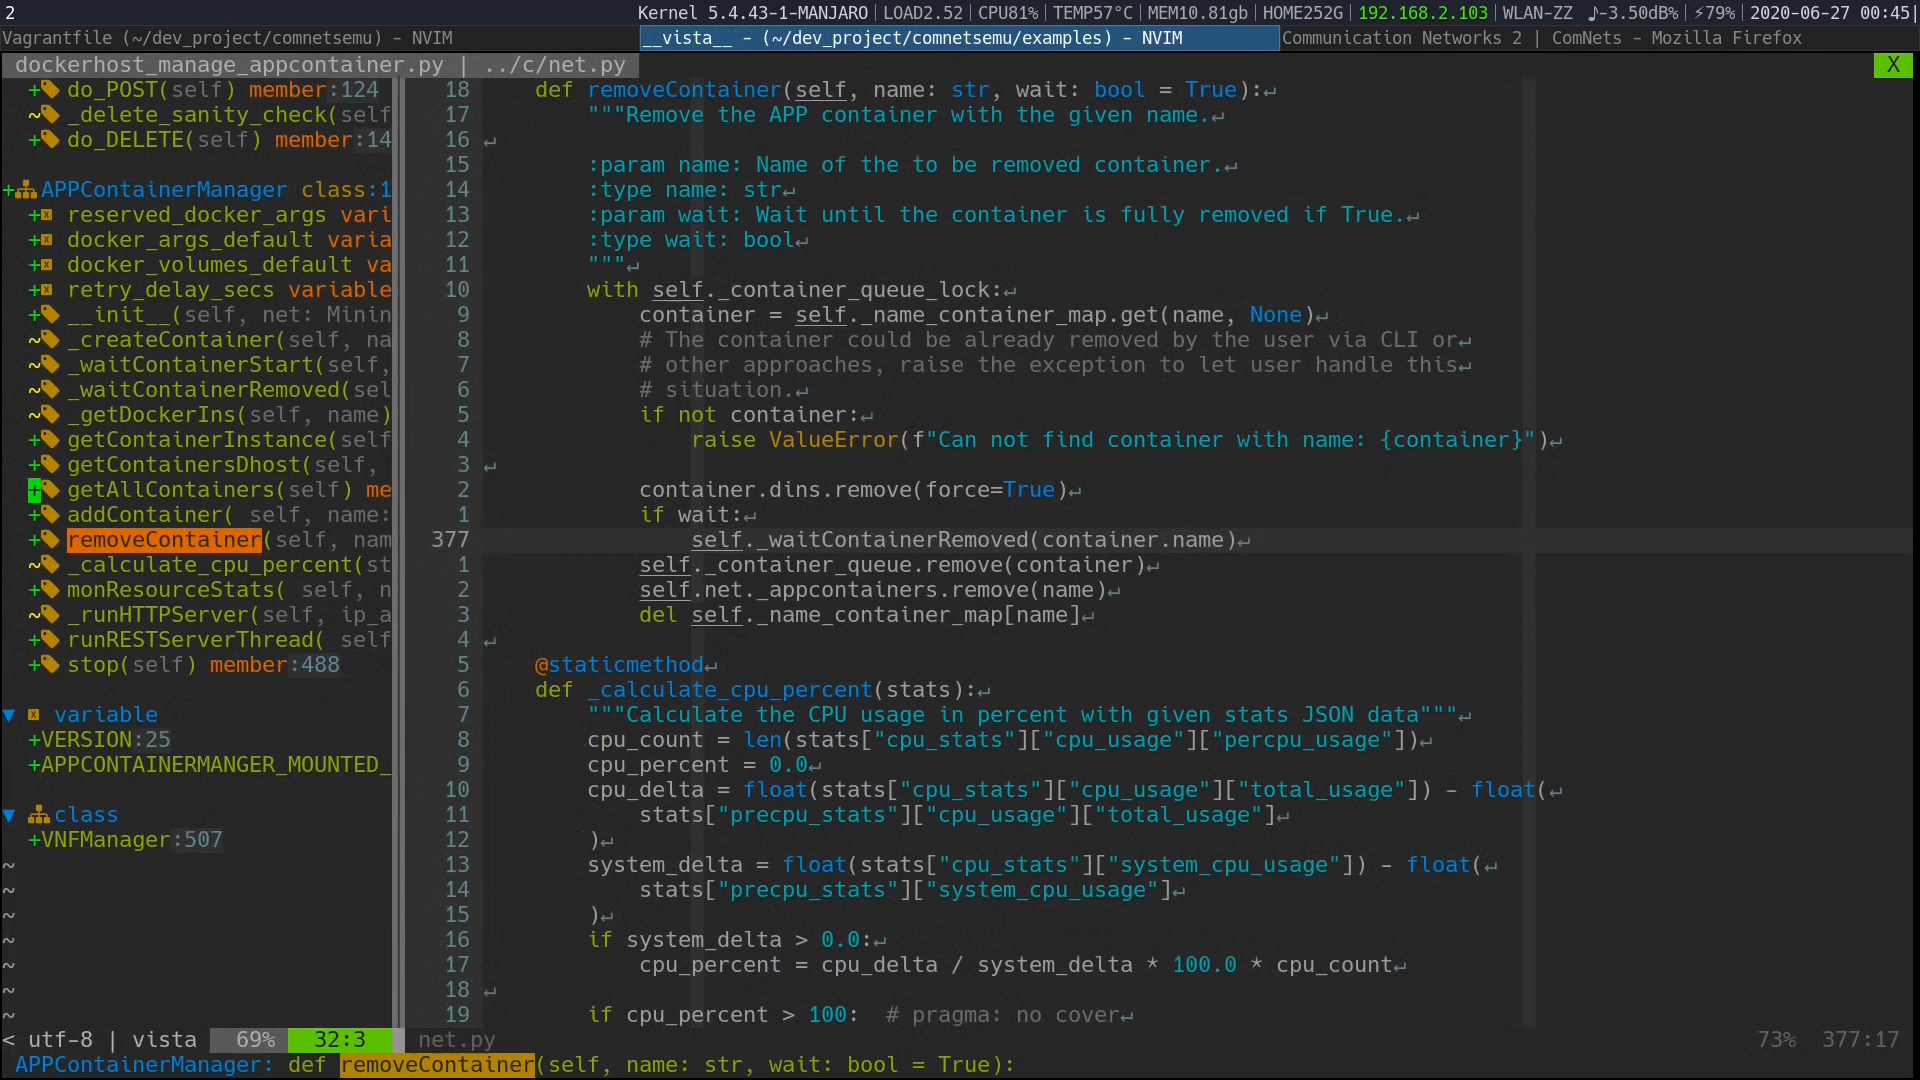 2 Kernel 5.4.43-1-MANJARO|LOAD2.52|CPU81%|TEMP57°C|MEM10.81gb|HOME252G|192.168.2.103|WLAN-ZZ ♪-3.50dB%|⚡79%|2020-06-27 00:45|
Vagrantfile (~/dev_project/comnetsemu) - NVIM
__vista__ - (~/dev_project/comnetsemu/examples) - NVIM
Communication Networks 2 | ComNets - Mozilla Firefox
dockerhost_manage_appcontainer.py | ../c/net.py X
+ do_POST(self) member:124
~ _delete_sanity_check(self
+ do_DELETE(self) member:14
+ APPContainerManager class:1
+ reserved_docker_args vari
+ docker_args_default varia
+ docker_volumes_default va
+ retry_delay_secs variable
+ __init__(self, net: Minin
~ _createContainer(self, na
~ _waitContainerStart(self,
~ _waitContainerRemoved(sel
~ _getDockerIns(self, name)
+ getContainerInstance(self
+ getContainersDhost(self,
+ getAllContainers(self) me
+ addContainer( self, name:
+ removeContainer(self, nam
~ _calculate_cpu_percent(st
+ monResourceStats( self, n
~ _runHTTPServer(self, ip_a
+ runRESTServerThread( self
+ stop(self) member:488
▼ variable
+VERSION:25
+APPCONTAINERMANGER_MOUNTED_
▼ class
+VNFManager:507
~
~
~
~
~
~
~
18     def removeContainer(self, name: str, wait: bool = True):↵
17         """Remove the APP container with the given name.↵
16 ↵
15         :param name: Name of the to be removed container.↵
14         :type name: str↵
13         :param wait: Wait until the container is fully removed if True.↵
12         :type wait: bool↵
11         """↵
10         with self._container_queue_lock:↵
9             container = self._name_container_map.get(name, None)↵
8             # The container could be already removed by the user via CLI or↵
7             # other approaches, raise the exception to let user handle this↵
6             # situation.↵
5             if not container:↵
4                 raise ValueError(f"Can not find container with name: {container}")↵
3 ↵
2             container.dins.remove(force=True)↵
1             if wait:↵
377                 self._waitContainerRemoved(container.name)↵
1             self._container_queue.remove(container)↵
2             self.net._appcontainers.remove(name)↵
3             del self._name_container_map[name]↵
4 ↵
5     @staticmethod↵
6     def _calculate_cpu_percent(stats):↵
7         """Calculate the CPU usage in percent with given stats JSON data"""↵
8         cpu_count = len(stats["cpu_stats"]["cpu_usage"]["percpu_usage"])↵
9         cpu_percent = 0.0↵
10         cpu_delta = float(stats["cpu_stats"]["cpu_usage"]["total_usage"]) - float(↵
11             stats["precpu_stats"]["cpu_usage"]["total_usage"]↵
12         )↵
13         system_delta = float(stats["cpu_stats"]["system_cpu_usage"]) - float(↵
14             stats["precpu_stats"]["system_cpu_usage"]↵
15         )↵
16         if system_delta > 0.0:↵
17             cpu_percent = cpu_delta / system_delta * 100.0 * cpu_count↵
18 ↵
19         if cpu_percent > 100:  # pragma: no cover↵
< utf-8 | vista 69% 32:3 net.py 73% 377:17
APPContainerManager: def removeContainer(self, name: str, wait: bool = True):